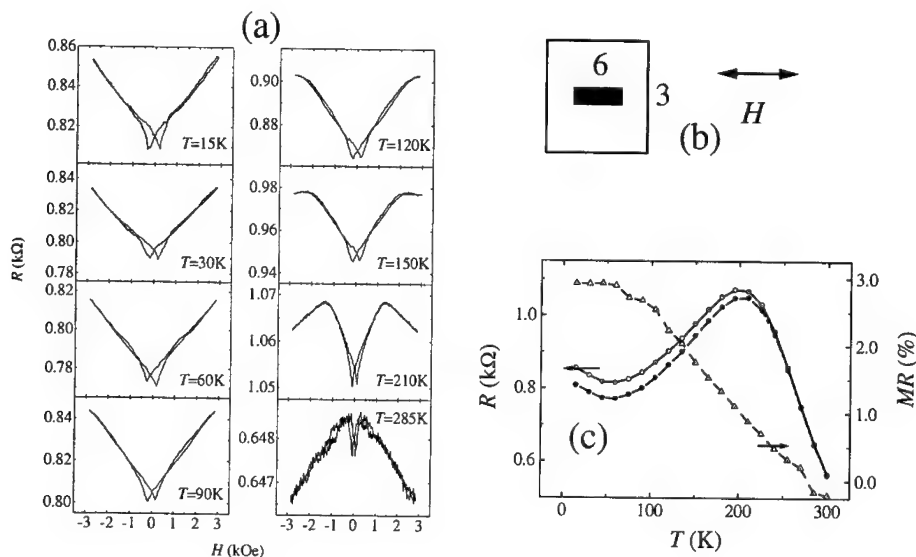 (a)
0.86
0.84
0.82
0.80
T=15K
0.90
0.88
T=120K
0.84
0.82
0.80
0.78
T=30K
0.98
0.96
0.94
T=150K
0.82
0.80
0.78
0.76
T=60K
1.07
1.06
1.05
T=210K
0.84
0.82
0.80
T=90K
0.648
0.647
T=285K
-3 -2 -1 0 1 2 3
-3 -2 -1 0 1 2 3
R (kΩ)
H (kOe)
6
3
(b)
H
(c)
1.0
0.8
0.6
R (kΩ)
3.0
2.0
1.0
0.0
MR (%)
0 100 200 300
T (K)